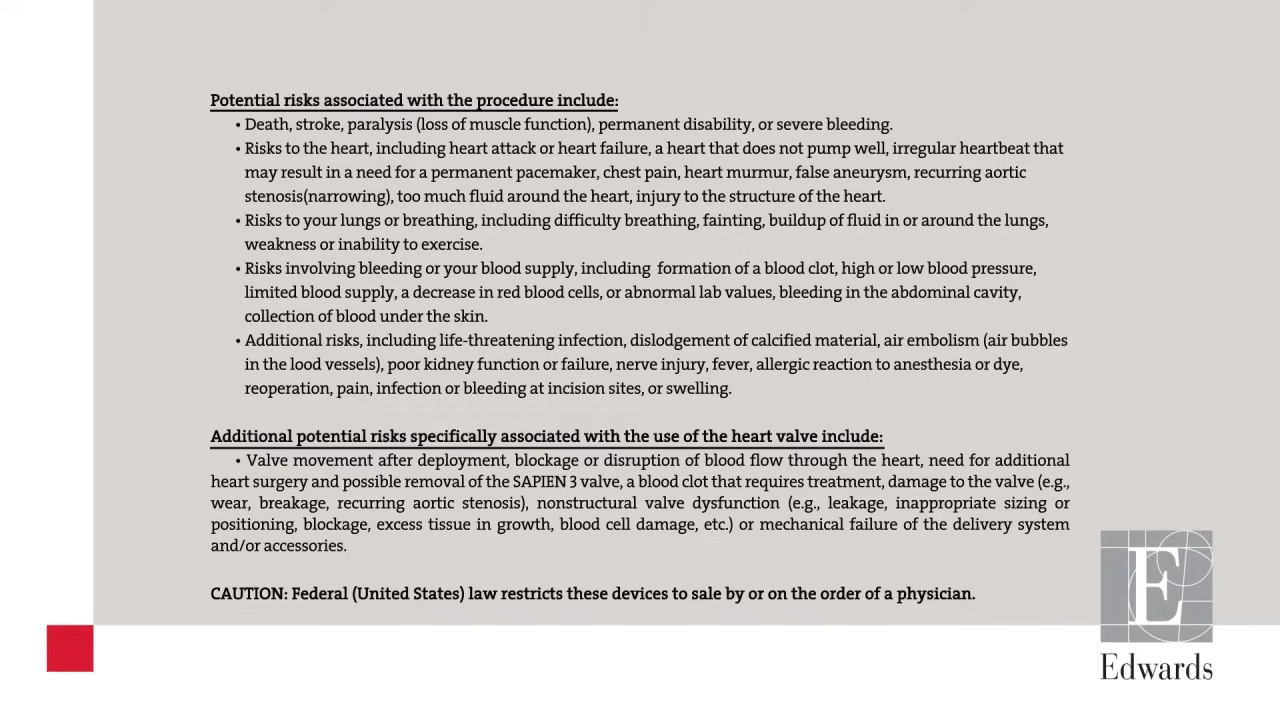 Potential risks associated with the procedure include:
• Death, stroke, paralysis (loss of muscle function), permanent disability, or severe bleeding.
• Risks to the heart, including heart attack or heart failure, a heart that does not pump well, irregular heartbeat that
may result in a need for a permanent pacemaker, chest pain, heart murmur, false aneurysm, recurring aortic
stenosis(narrowing), too much fluid around the heart, injury to the structure of the heart.
• Risks to your lungs or breathing, including difficulty breathing, fainting, buildup of fluid in or around the lungs,
weakness or inability to exercise.
• Risks involving bleeding or your blood supply, including formation of a blood clot, high or low blood pressure,
limited blood supply, a decrease in red blood cells, or abnormal lab values, bleeding in the abdominal cavity,
collection of blood under the skin.
• Additional risks, including life-threatening infection, dislodgement of calcified material, air embolism (air bubbles
in the lood vessels), poor kidney function or failure, nerve injury, fever, allergic reaction to anesthesia or dye,
reoperation, pain, infection or bleeding at incision sites, or swelling.
Additional potential risks specifically associated with the use of the heart valve include:
• Valve movement after deployment, blockage or disruption of blood flow through the heart, need for additional
heart surgery and possible removal of the SAPIEN 3 valve, a blood clot that requires treatment, damage to the valve (e.g.,
wear, breakage, recurring aortic stenosis), nonstructural valve dysfunction (e.g., leakage, inappropriate sizing or
positioning, blockage, excess tissue in growth, blood cell damage, etc.) or mechanical failure of the delivery system
and/or accessories.
CAUTION: Federal (United States) law restricts these devices to sale by or on the order of a physician.
E
Edwards